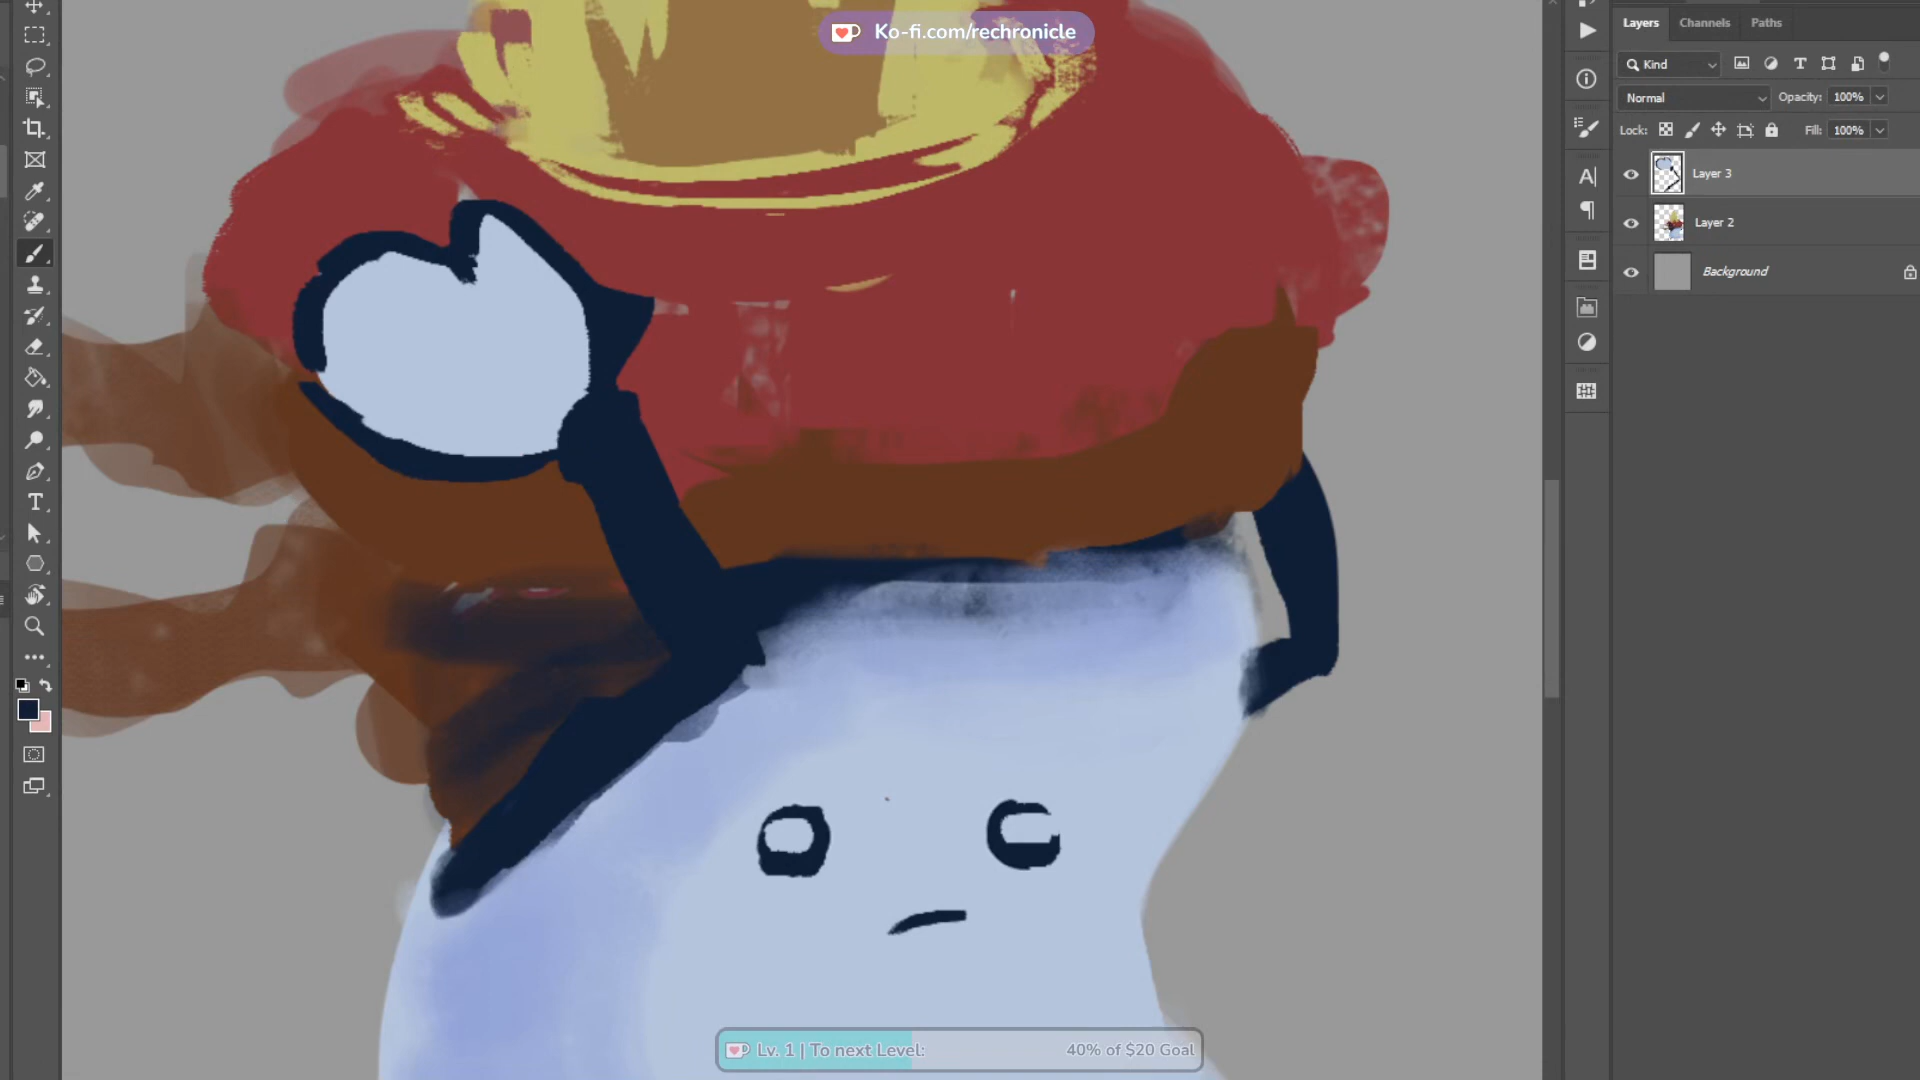 Ko-fi.com/rechronicle
Layers Channels Paths
Kind
Normal Opacity: 100%
Lock: Fill: 100%
Layer 3
Layer 2
Background
Lv. 1 | To next Level: 40% of $20 Goal